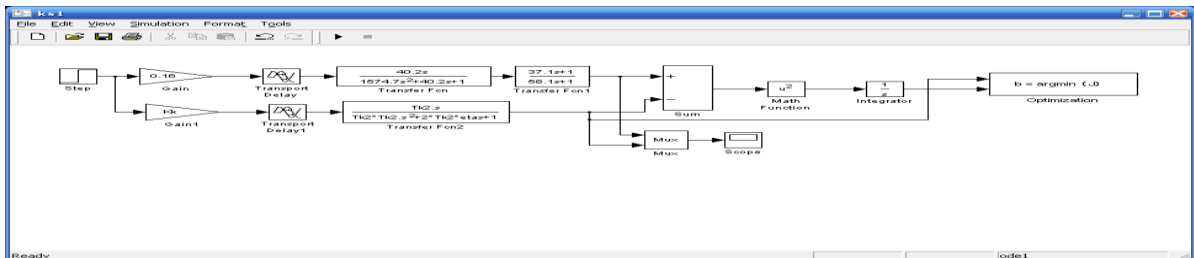 ks1
File Edit View Simulation Format Tools
Step
0.16
Gain
Transport
Delay
40.2s
1574.7s²+40.2s+1
Transfer Fcn
37.1s+1
58.1s+1
Transfer Fcn1
+
−
Sum
u²
Math
Function
1
s
Integrator
b = argmin (J)
Optimization
Kk
Gain1
Transport
Delay1
Tk2.s
Tk2*Tk2.s²+2*Tk2*etas+1
Transfer Fcn2
Mux
Mux
Scope
Ready
ode1